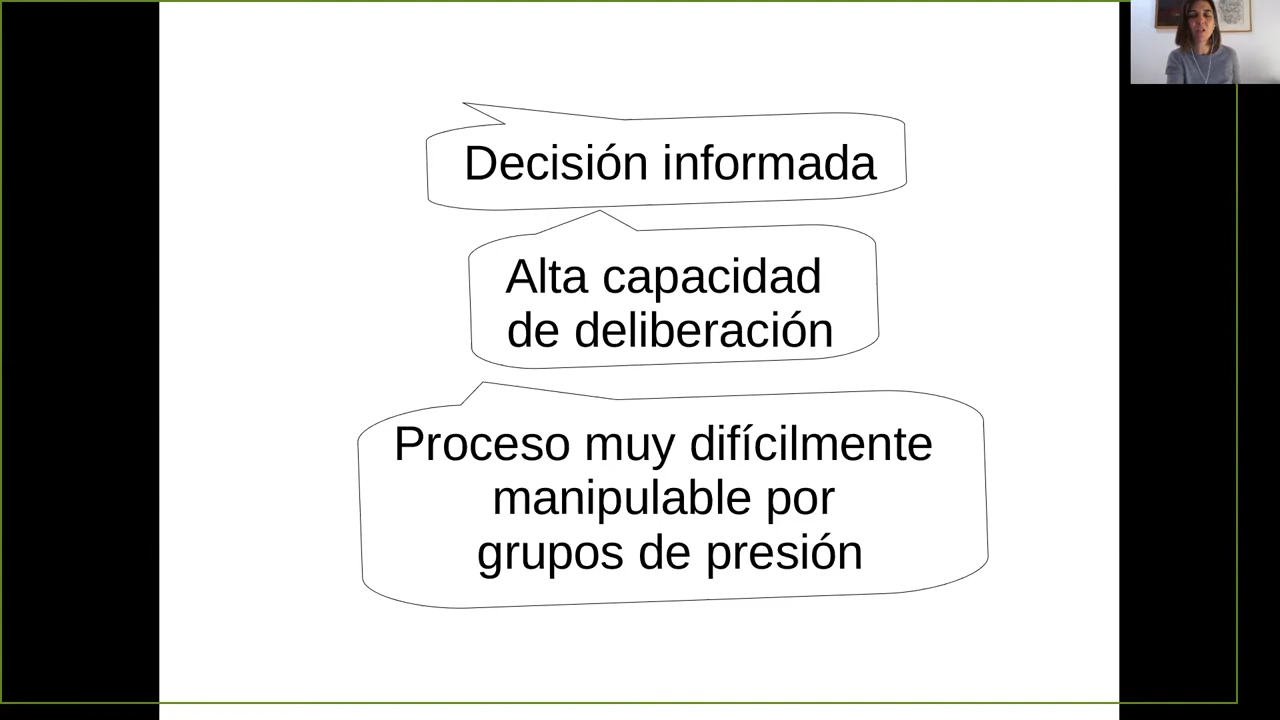 Decisión informada
Alta capacidad
de deliberación
Proceso muy difícilmente
manipulable por
grupos de presión